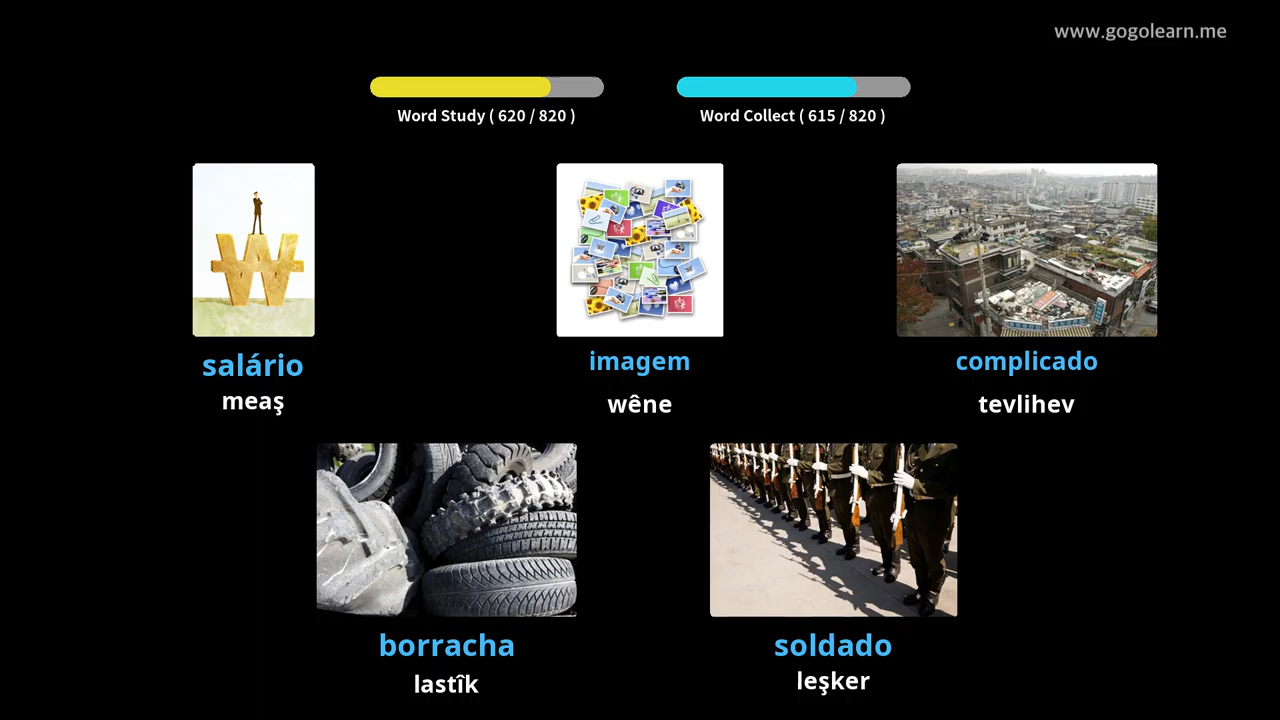 www.gogolearn.me
Word Study ( 620 / 820 )
Word Collect ( 615 / 820 )
salário
meaş
imagem
wêne
complicado
tevlihev
borracha
lastîk
soldado
leşker